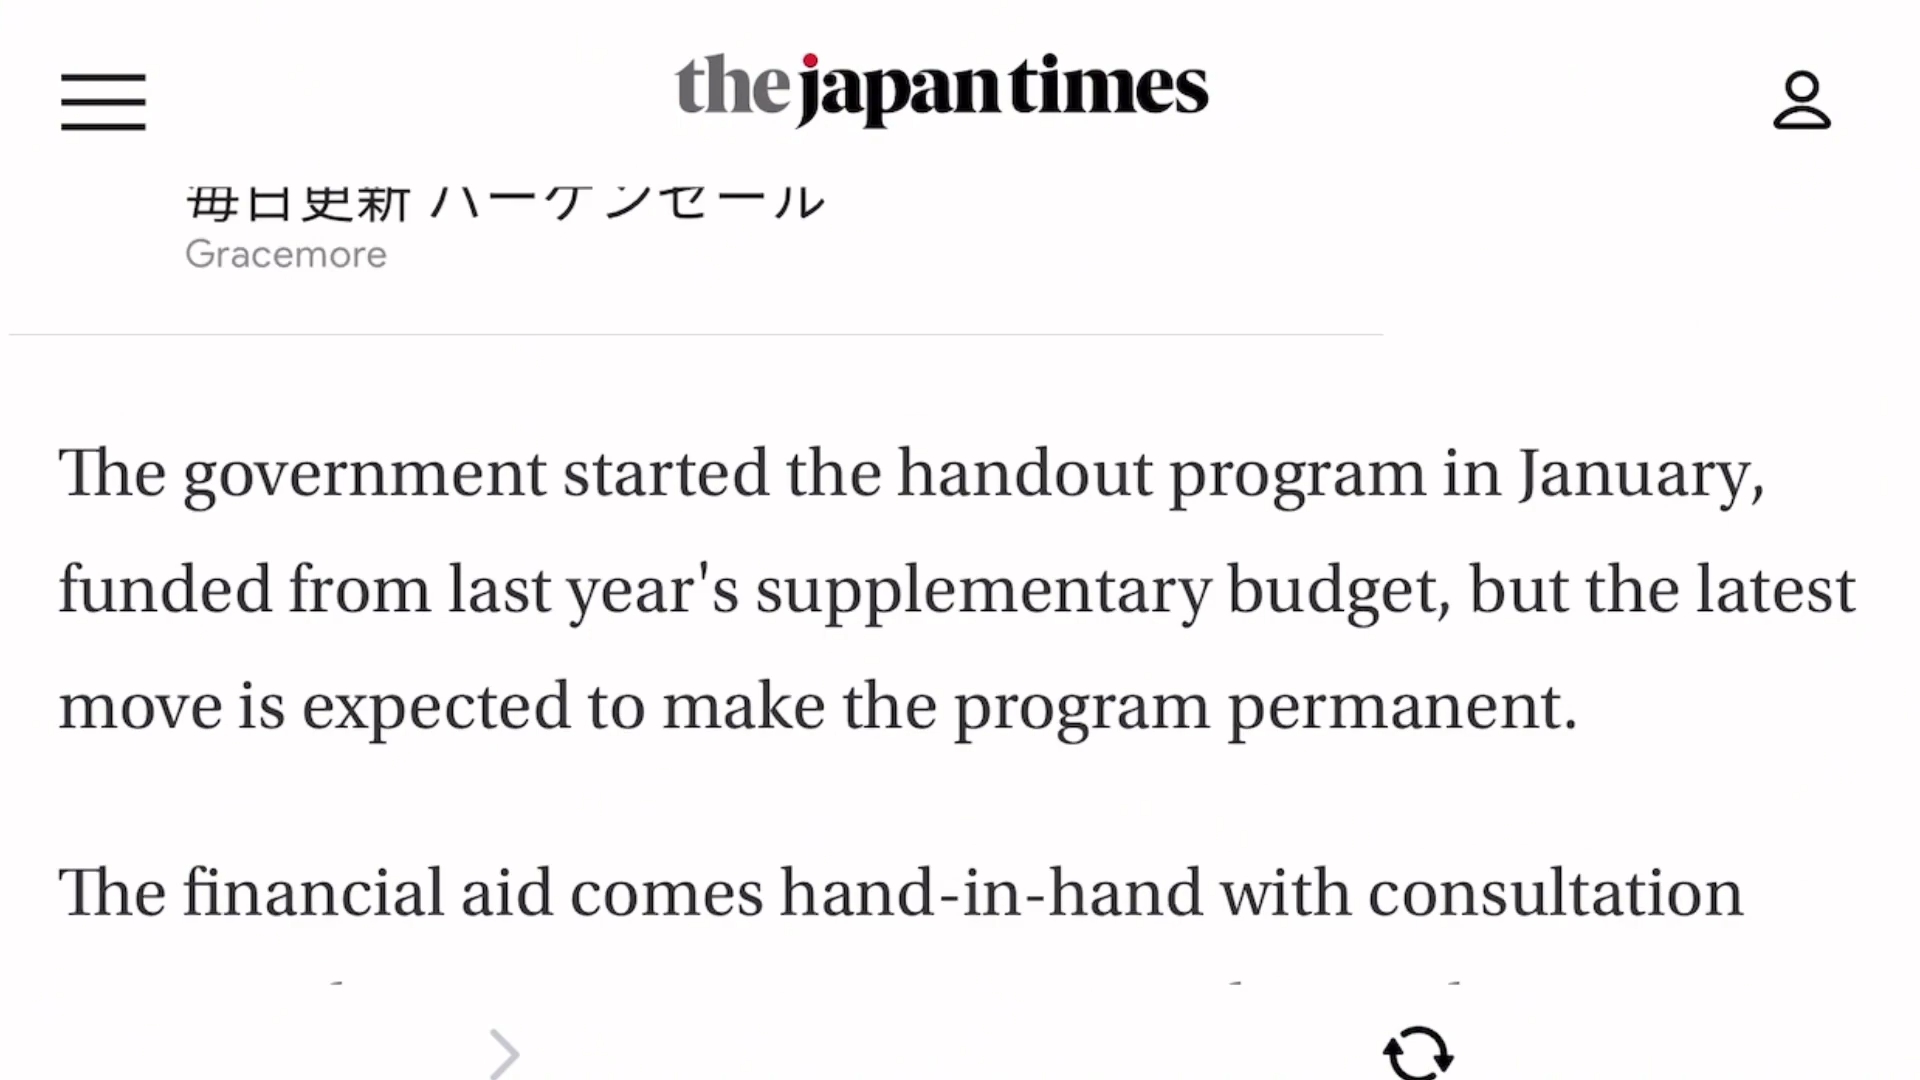 the japan times
毎日更新 バーゲンセール
Gracemore
The government started the handout program in January,
funded from last year's supplementary budget, but the latest
move is expected to make the program permanent.
The financial aid comes hand-in-hand with consultation